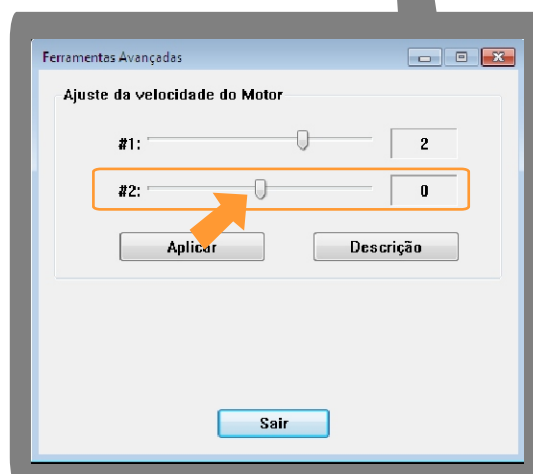 Ferramentas Avançadas
Ajuste da velocidade do Motor
#1: 2
#2: 0
Aplicar Descrição
Sair